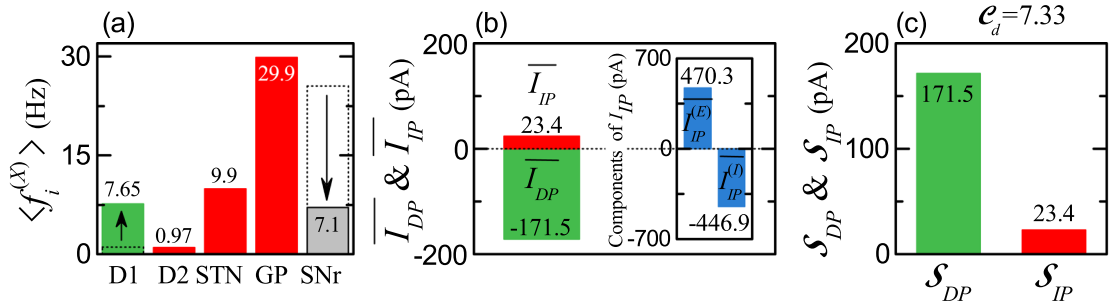 (a)
<f_i^(X)> (Hz)
30
15
0
7.65
0.97
9.9
29.9
7.1
D1 D2 STN GP SNr
(b)
I_DP & I_IP (pA)
200
0
-200
I_IP
23.4
I_DP
-171.5
Components of I_IP (pA)
700
0
-700
470.3
I_IP^(E)
I_IP^(I)
-446.9
(c)
𝒞_d=7.33
𝒮_DP & 𝒮_IP (pA)
200
100
0
171.5
23.4
𝒮_DP 𝒮_IP